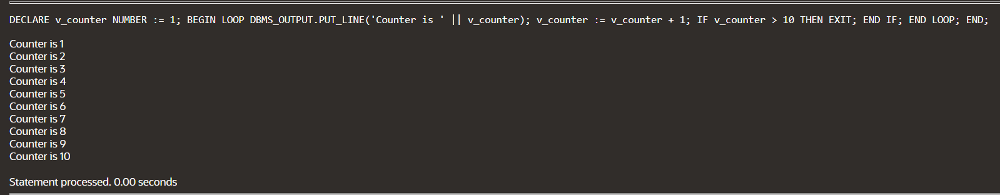 DECLARE v_counter NUMBER := 1; BEGIN LOOP DBMS_OUTPUT.PUT_LINE('Counter is ' || v_counter); v_counter := v_counter + 1; IF v_counter > 10 THEN EXIT; END IF; END LOOP; END;
Counter is 1
Counter is 2
Counter is 3
Counter is 4
Counter is 5
Counter is 6
Counter is 7
Counter is 8
Counter is 9
Counter is 10
Statement processed. 0.00 seconds